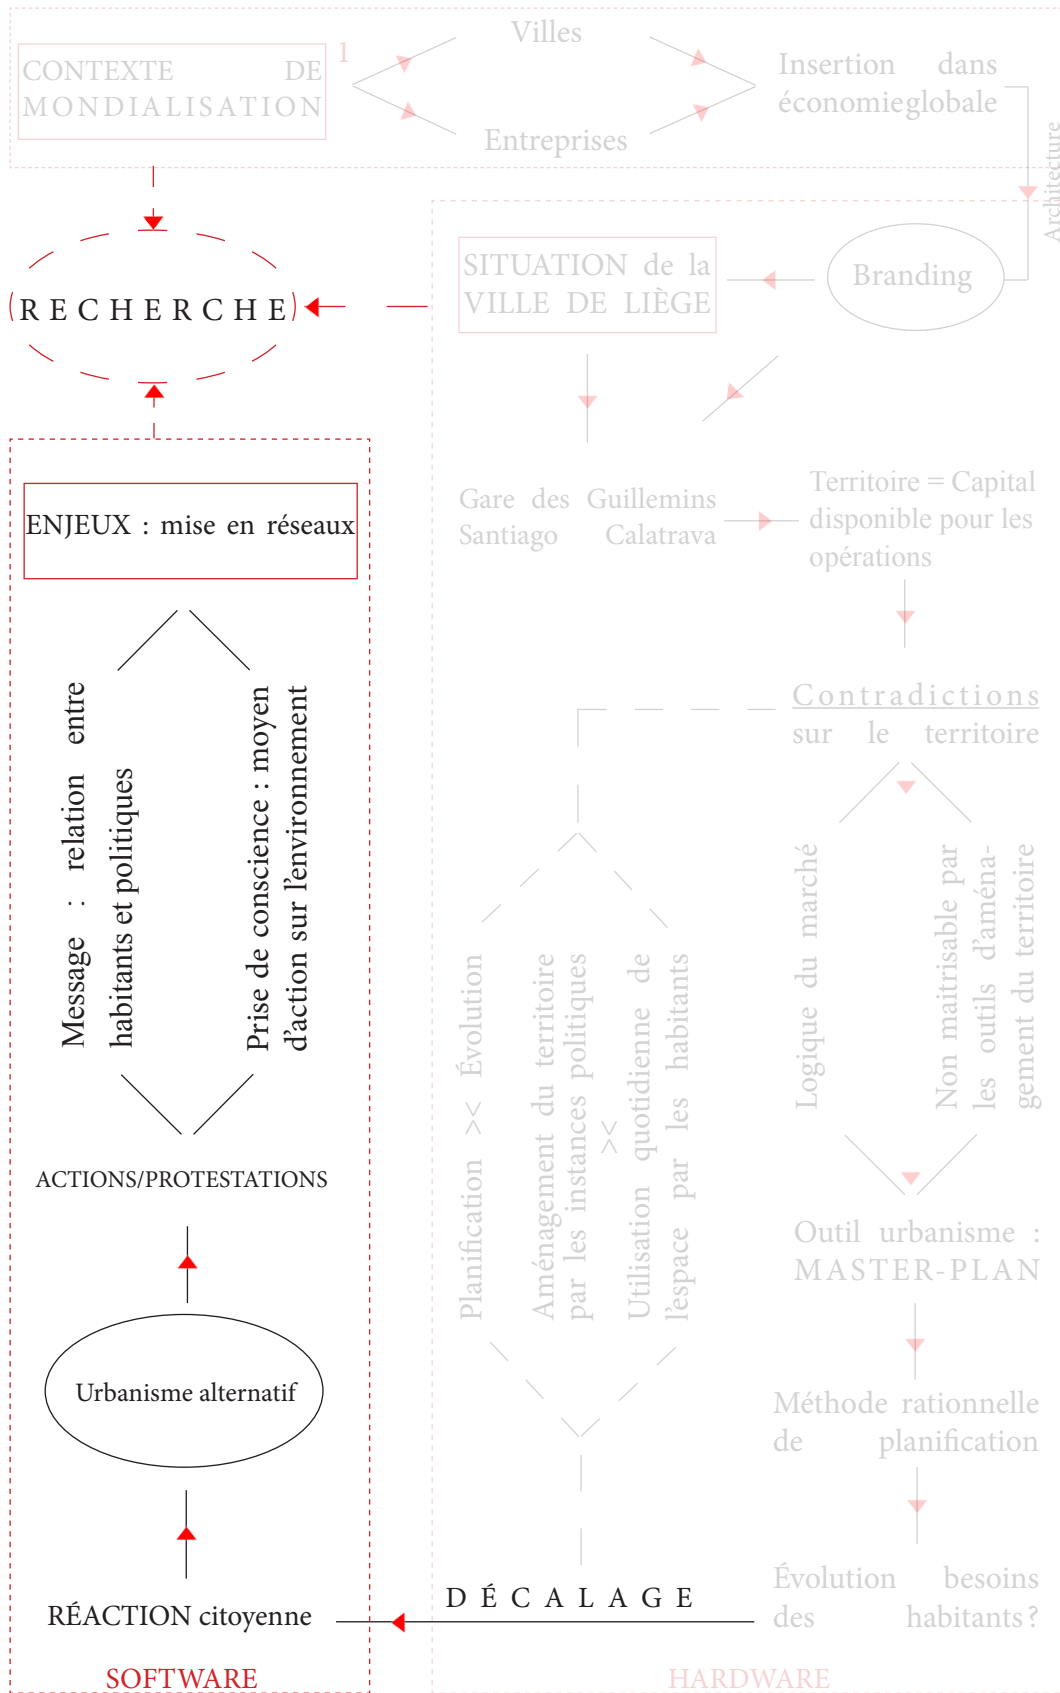 CONTEXTE DE
MONDIALISATION
1
Villes
Entreprises
Insertion dans
économieglobale
Architecture
RECHERCHE
SITUATION de la
VILLE DE LIÈGE
Branding
Gare des Guillemins
Santiago Calatrava
Territoire = Capital
disponible pour les
opérations
Contradictions
sur le territoire
ENJEUX : mise en réseaux
Message : relation entre
habitants et politiques
Prise de conscience : moyen
d'action sur l'environnement
ACTIONS/PROTESTATIONS
Urbanisme alternatif
RÉACTION citoyenne
SOFTWARE
Planification >< Évolution
Aménagement du territoire
par les instances politiques
><
Utilisation quotidienne de
l'espace par les habitants
Logique du marché
Non maitrisable par
les outils d'aména-
gement du territoire
Outil urbanisme :
MASTER-PLAN
Méthode rationnelle
de planification
Évolution besoins
des habitants?
DÉCALAGE
HARDWARE